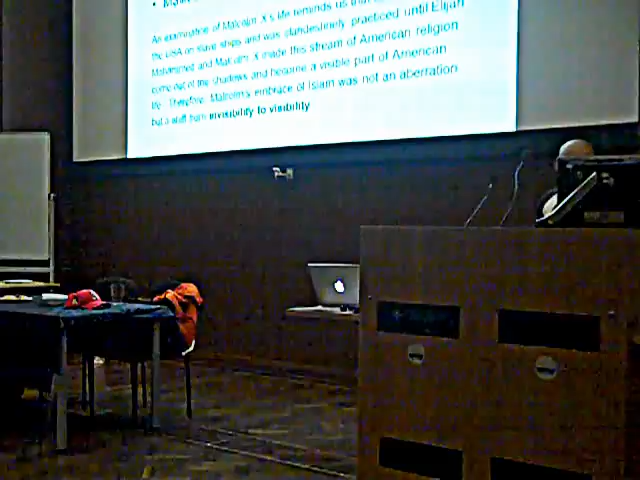 An examination of Malcolm X's life reminds us that
the USA on slave ships and was clandestinely practiced until Elijah
Muhammed and Malcolm X made this stream of American religion
come out of the shadows and become a visible part of American
life. Therefore, Malcolm's embrace of Islam was not an aberration
but a shift from invisibility to visibility